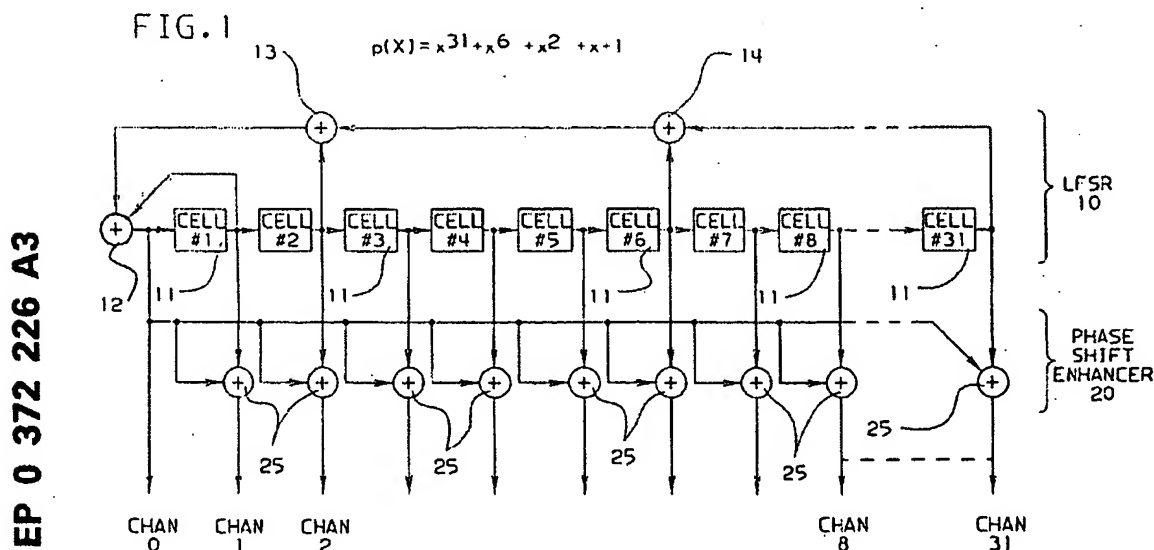 EP 0 372 226 A3
FIG.1
p(X)= x31+x6 +x2 +x+1
13
14
LFSR
10
+
+
+
CELL
#1
CELL
#2
CELL
#3
CELL
#4
CELL
#5
CELL
#6
CELL
#7
CELL
#8
CELL
#31
12
11
11
11
11
11
PHASE
SHIFT
ENHANCER
20
+
+
+
+
+
+
+
+
+
25
25
25
25
25
CHAN
0
CHAN
1
CHAN
2
CHAN
8
CHAN
31